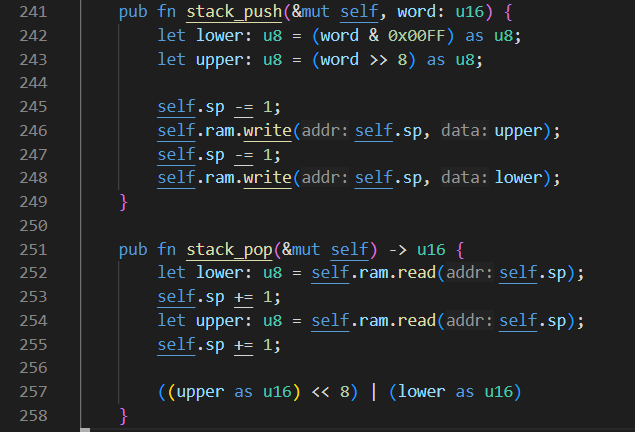 241 pub fn stack_push(&mut self, word: u16) {
242 let lower: u8 = (word & 0x00FF) as u8;
243 let upper: u8 = (word >> 8) as u8;
244
245 self.sp -= 1;
246 self.ram.write(addr: self.sp, data: upper);
247 self.sp -= 1;
248 self.ram.write(addr: self.sp, data: lower);
249 }
250
251 pub fn stack_pop(&mut self) -> u16 {
252 let lower: u8 = self.ram.read(addr: self.sp);
253 self.sp += 1;
254 let upper: u8 = self.ram.read(addr: self.sp);
255 self.sp += 1;
256
257 ((upper as u16) << 8) | (lower as u16)
258 }